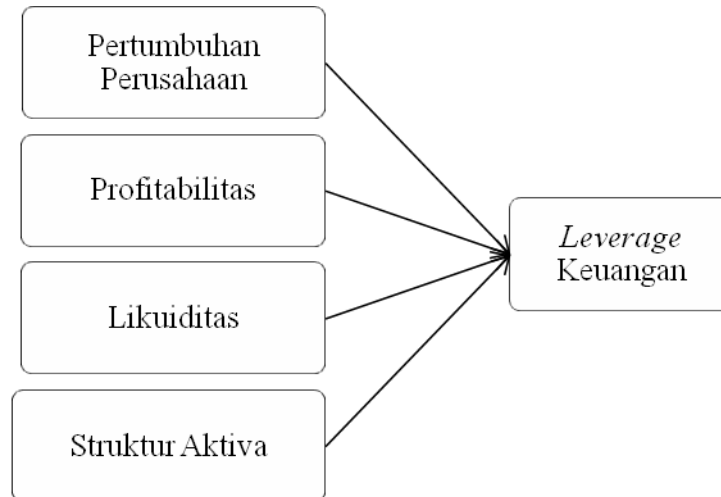 Pertumbuhan
Perusahaan
Profitabilitas
Likuiditas
Struktur Aktiva
Leverage
Keuangan